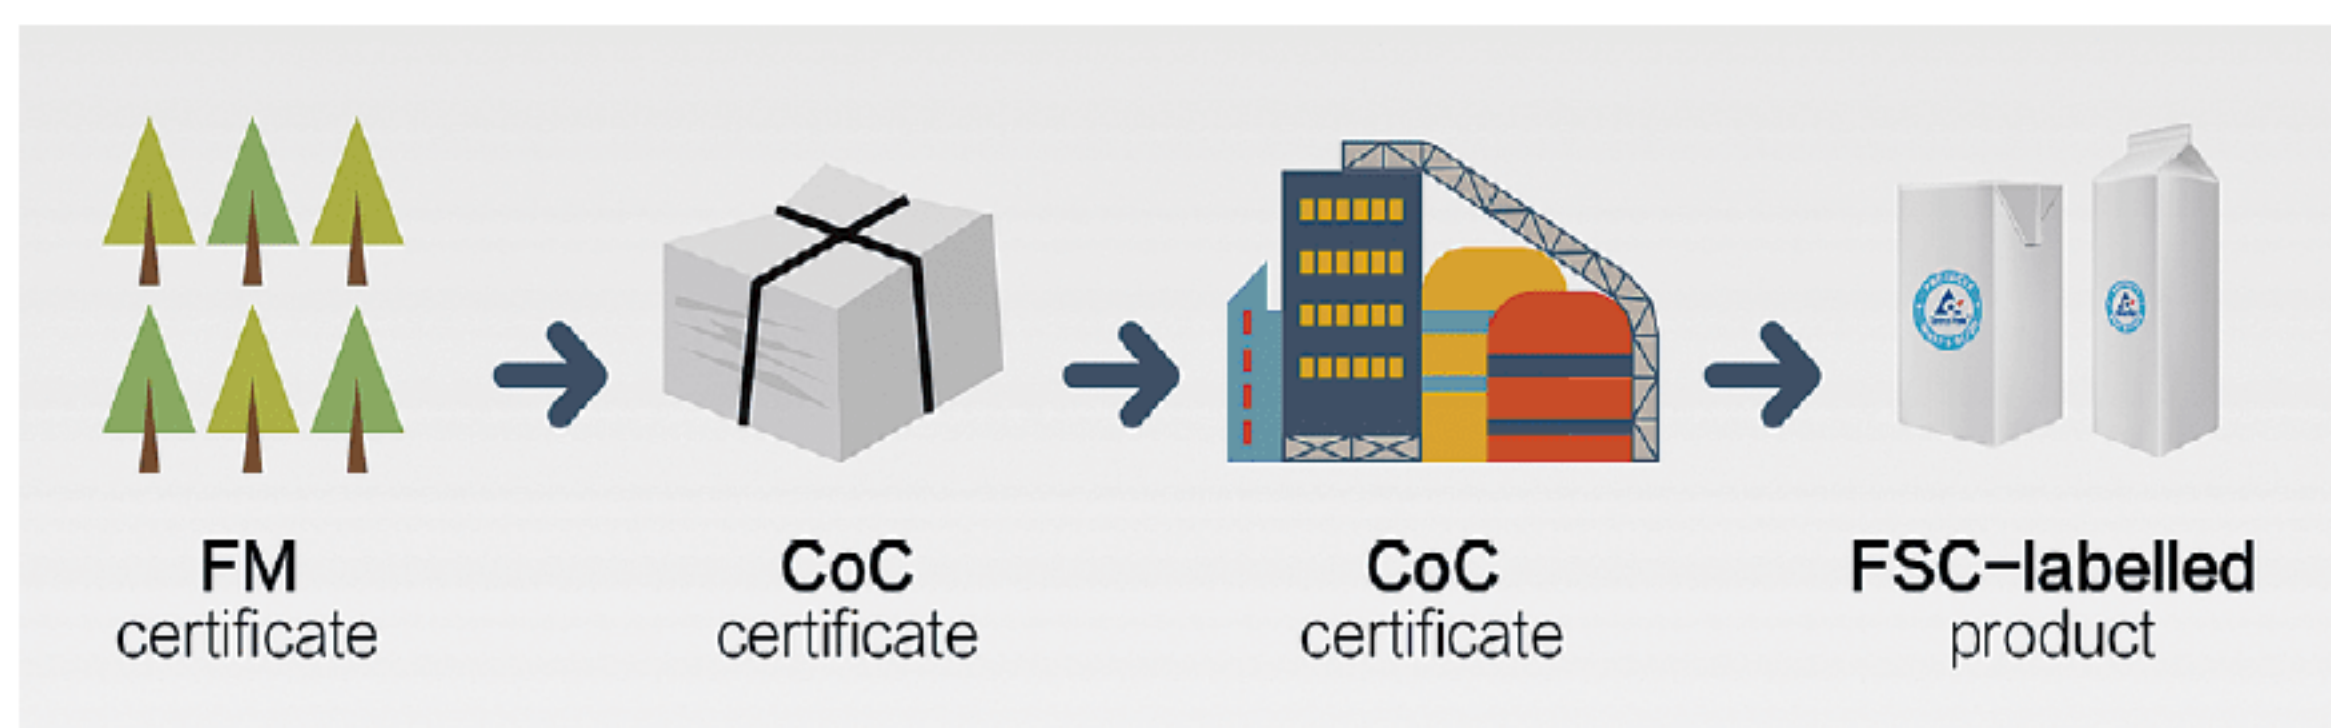 FM
certificate
CoC
certificate
CoC
certificate
FSC-labelled
product